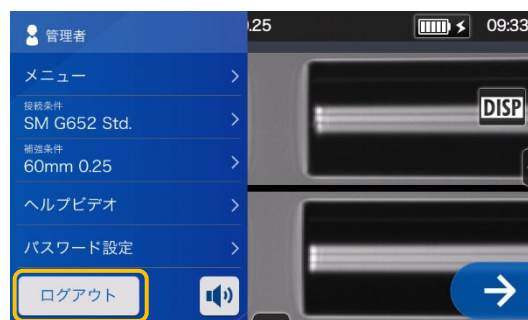 管理者
.25
09:33
メニュー
接続条件
SM G652 Std.
DISP
補強条件
60mm 0.25
ヘルプビデオ
パスワード設定
ログアウト